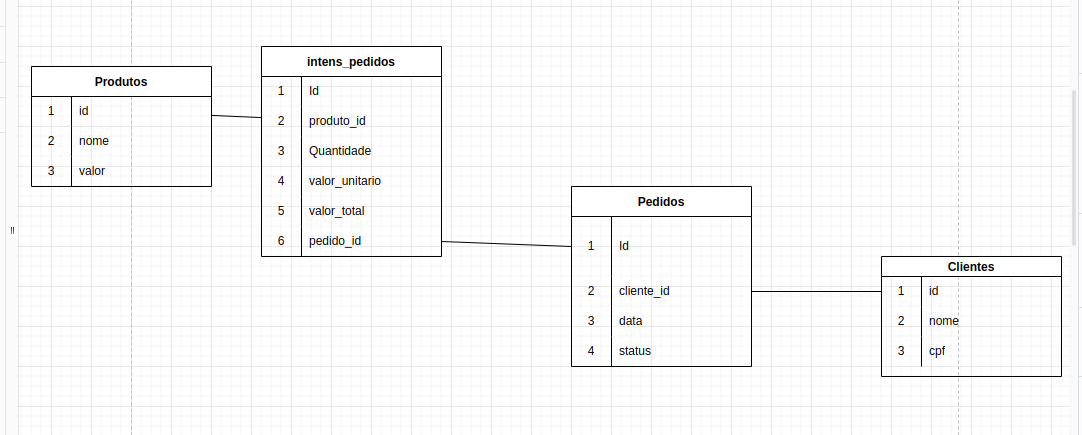 Produtos
1 id
2 nome
3 valor
intens_pedidos
1 Id
2 produto_id
3 Quantidade
4 valor_unitario
5 valor_total
6 pedido_id
Pedidos
1 Id
2 cliente_id
3 data
4 status
Clientes
1 id
2 nome
3 cpf